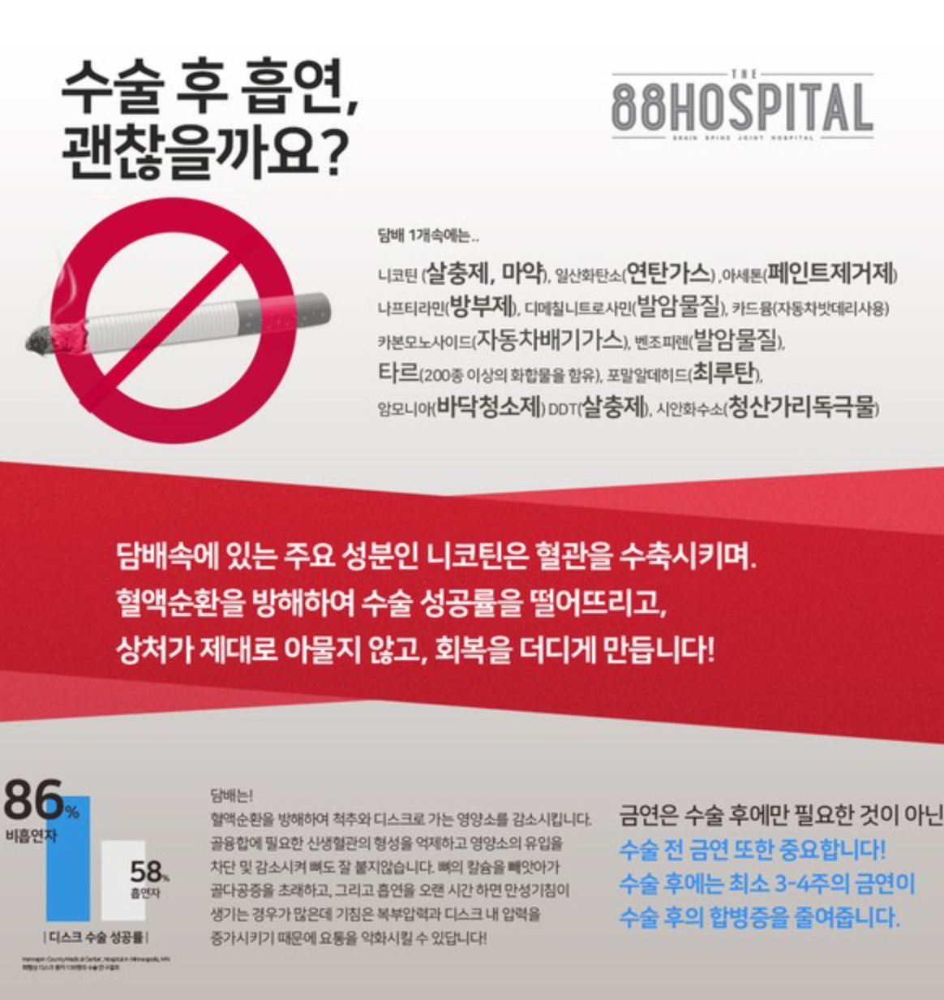 수술 후 흡연,
괜찮을까요?
THE
88HOSPITAL
BRAIN SPINE JOINT HOSPITAL
담배 1개속에는..
니코틴 (살충제, 마약), 일산화탄소(연탄가스) ,아세톤(페인트제거제)
나프티라민(방부제), 디메칠니트로사민(발암물질), 카드뮴(자동차밧데리사용)
카본모노사이드(자동차배기가스), 벤조피렌(발암물질),
타르(200종 이상의 화합물을 함유), 포말알데히드(최루탄),
암모니아(바닥청소제) DDT(살충제), 시안화수소(청산가리독극물)
담배속에 있는 주요 성분인 니코틴은 혈관을 수축시키며.
혈액순환을 방해하여 수술 성공률을 떨어뜨리고,
상처가 제대로 아물지 않고, 회복을 더디게 만듭니다!
86%
비흡연자
58%
흡연자
|디스크 수술 성공률|
Hennepin County Medical Center, Hospital in Minneapolis, MN
담배는!
혈액순환을 방해하여 척추와 디스크로 가는 영양소를 감소시킵니다.
골융합에 필요한 신생혈관의 형성을 억제하고 영양소의 유입을
차단 및 감소시켜 뼈도 잘 붙지않습니다. 뼈의 칼슘을 빼앗아가
골다공증을 초래하고, 그리고 흡연을 오랜 시간 하면 만성기침이
생기는 경우가 많은데 기침은 복부압력과 디스크 내 압력을
증가시키기 때문에 요통을 악화시킬 수 있답니다!
금연은 수술 후에만 필요한 것이 아닌
수술 전 금연 또한 중요합니다!
수술 후에는 최소 3-4주의 금연이
수술 후의 합병증을 줄여줍니다.